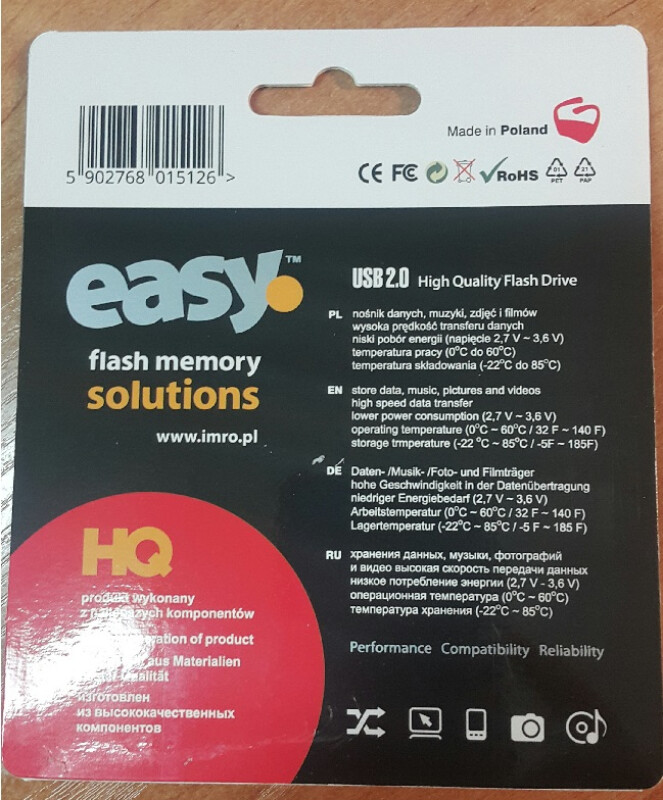 5 902768 015126 >
Made in Poland
CE FC RoHS 01 PET 21 PAP
easy.™
flash memory
solutions
www.imro.pl
USB 2.0 High Quality Flash Drive
PL nośnik danych, muzyki, zdjęć i filmów
wysoka prędkość transferu danych
niski pobór energii (napięcie 2,7 V ~ 3,6 V)
temperatura pracy (0°C do 60°C)
temperatura składowania (-22°C do 85°C)
EN store data, music, pictures and videos
high speed data transfer
lower power consumption (2,7 V ~ 3,6 V)
operating temperature (0°C ~ 60°C/ 32 F ~ 140 F)
storage trmperature (-22 °C ~ 85°C/ -5F ~ 185F)
DE Daten- /Musik- /Foto- und Filmträger
hohe Geschwindigkeit in der Datenübertragung
niedriger Energiebedarf (2,7 V ~ 3,6 V)
Arbeitstemperatur (0°C ~ 60°C/ 32 F ~ 140 F)
Lagertemperatur (-22°C ~ 85°C/ -5 F ~ 185 F)
RU хранения данных, музыки, фотографий
и видео высокая скорость передачи данных
низкое потребление энергии (2,7 V - 3,6 V)
операционная температура (0°C ~ 60°C)
температура хранения (-22°C ~ 85°C)
Performance Compatibility Reliability
HQ
produkt wykonany
z komponentów
of product
aus Materialien
Qualität
изготовлен
из высококачественных
компонентов